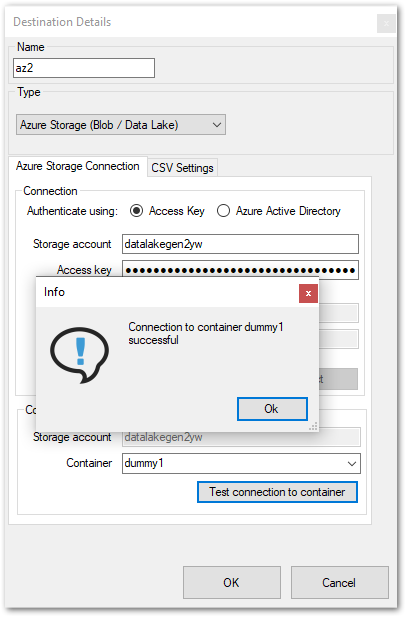 Destination Details
x
Name
az2
Type
Azure Storage (Blob / Data Lake)
Azure Storage Connection CSV Settings
Connection
Authenticate using: Access Key Azure Active Directory
Storage account datalakegen2yw
Access key ●●●●●●●●●●●●●●●●●●●●●●●●●●●●●●●●●●
Info x
Connection to container dummy1
successful
Ok
Storage account datalakegen2yw
Container dummy1
Test connection to container
OK Cancel